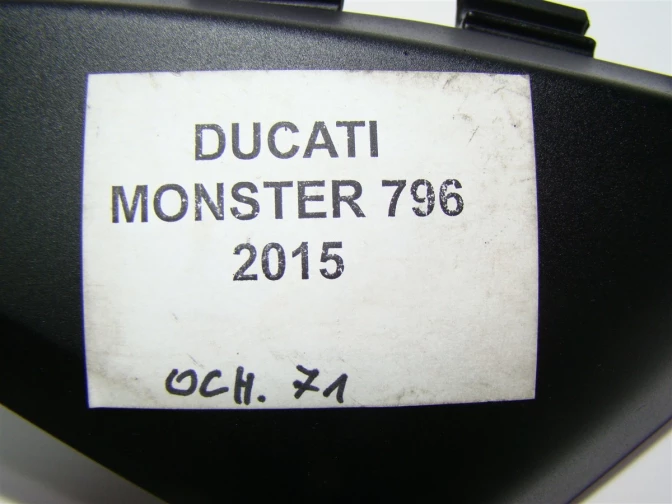 DUCATI
MONSTER 796
2015
OCH. 71